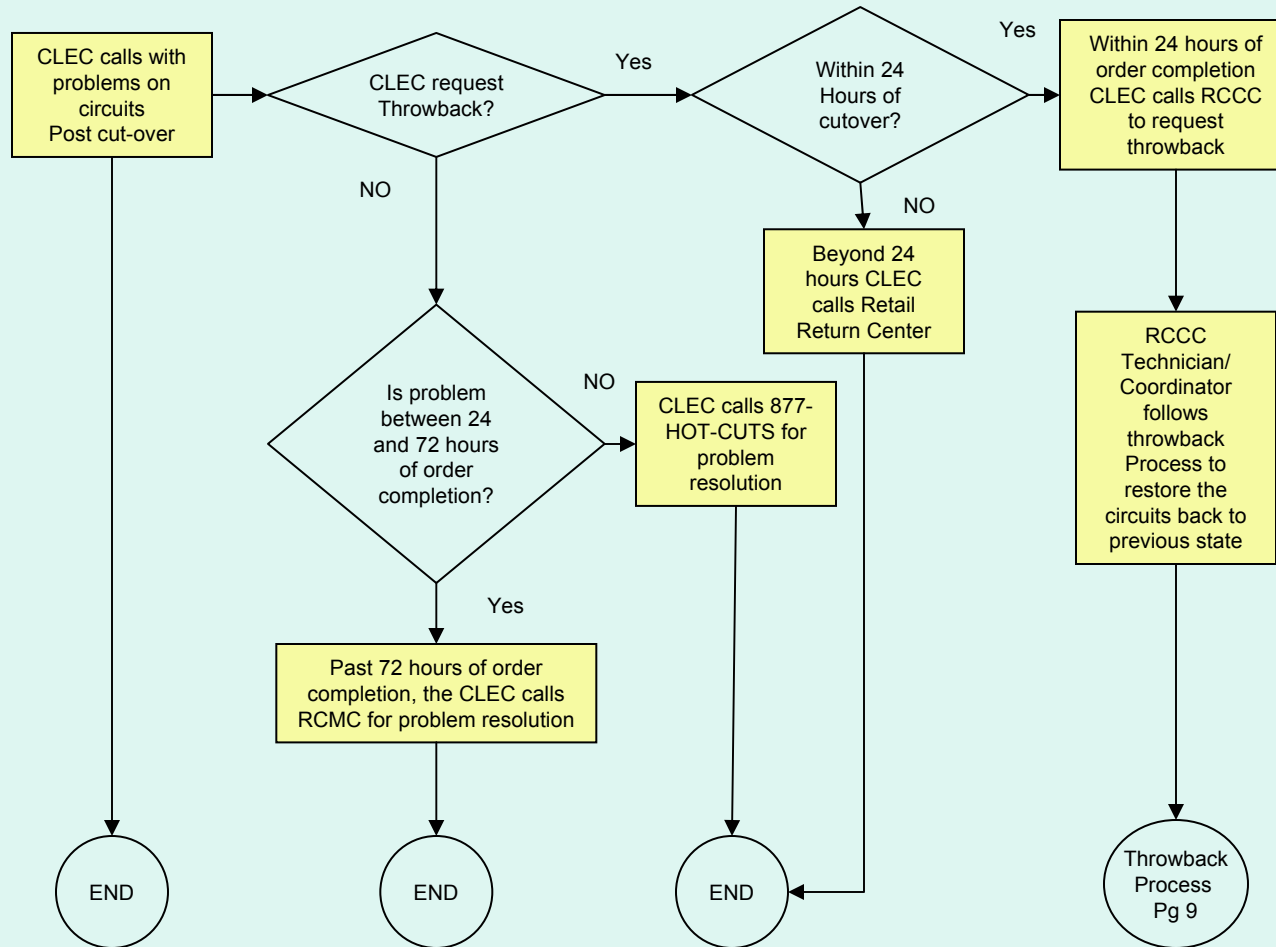 CLEC calls with
problems on
circuits
Post cut-over
CLEC request
Throwback?
Yes
Within 24
Hours of
cutover?
Yes
Within 24 hours of
order completion
CLEC calls RCCC
to request
throwback
NO
NO
Beyond 24
hours CLEC
calls Retail
Return Center
RCCC
Technician/
Coordinator
follows
throwback
Process to
restore the
circuits back to
previous state
Is problem
between 24
and 72 hours
of order
completion?
NO
CLEC calls 877-
HOT-CUTS for
problem
resolution
Yes
Past 72 hours of order
completion, the CLEC calls
RCMC for problem resolution
END
END
END
Throwback
Process
Pg 9